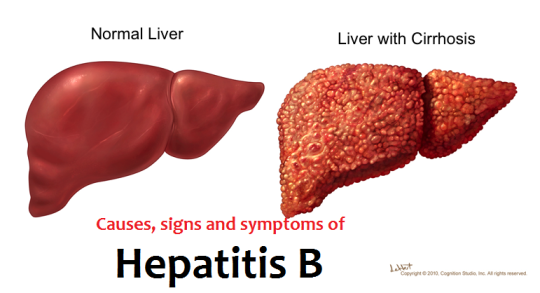 Normal Liver
Liver with Cirrhosis
Causes, signs and symptoms of
Hepatitis B
Copyright © 2010, Cognition Studio, Inc. All rights reserved.